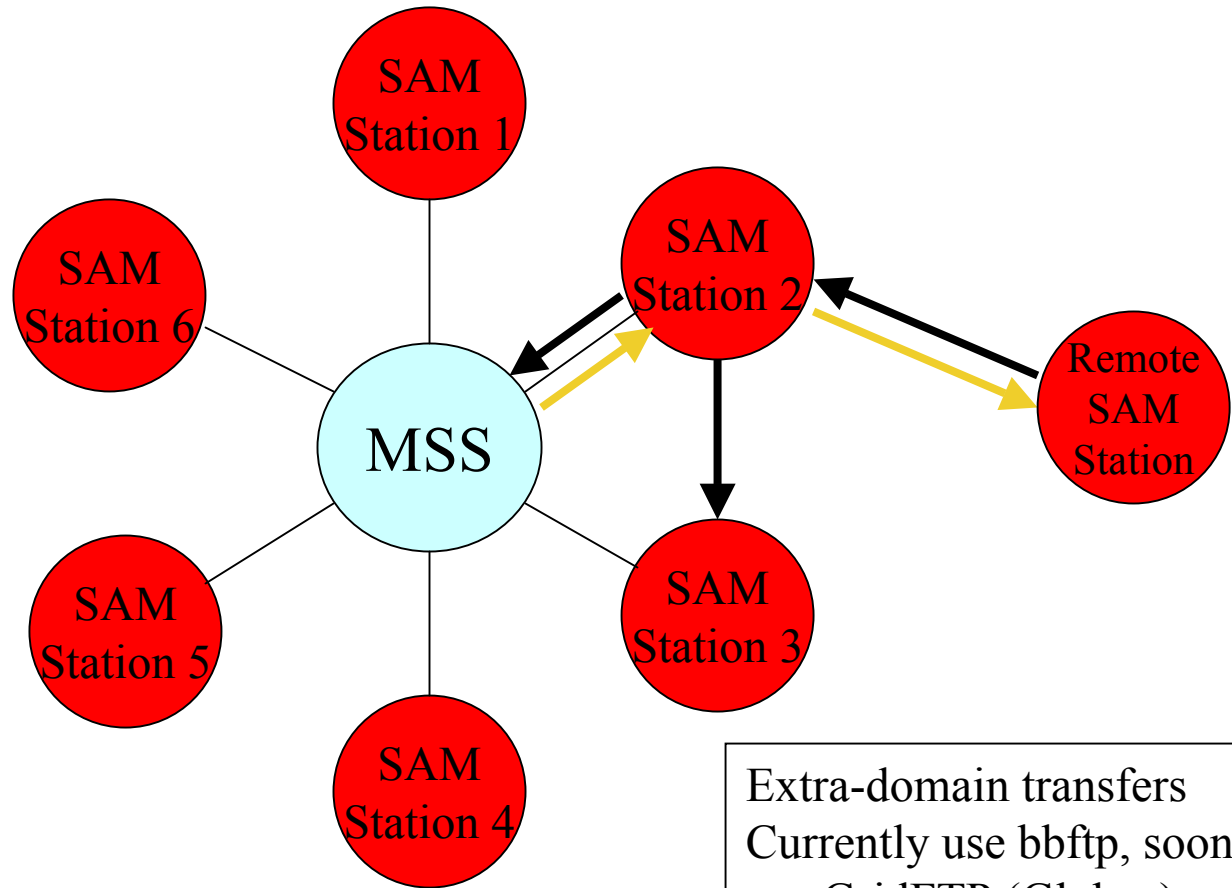 SAM
Station 1
SAM
Station 2
SAM
Station 6
Remote
SAM
Station
MSS
SAM
Station 3
SAM
Station 5
SAM
Station 4
Extra-domain transfers
Currently use bbftp, soon